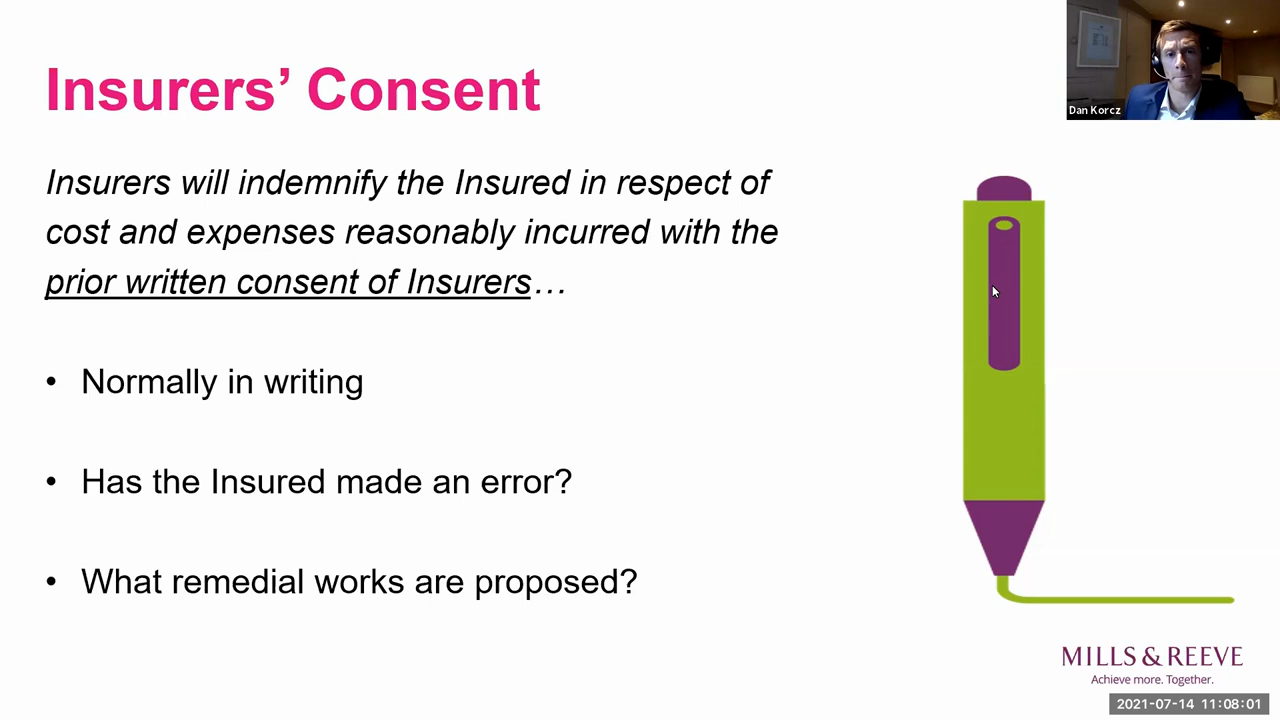 Insurers’ Consent
Dan Korcz
Insurers will indemnify the Insured in respect of
cost and expenses reasonably incurred with the
prior written consent of Insurers…
• Normally in writing
• Has the Insured made an error?
• What remedial works are proposed?
MILLS & REEVE
Achieve more. Together.
2021-07-14 11:08:01